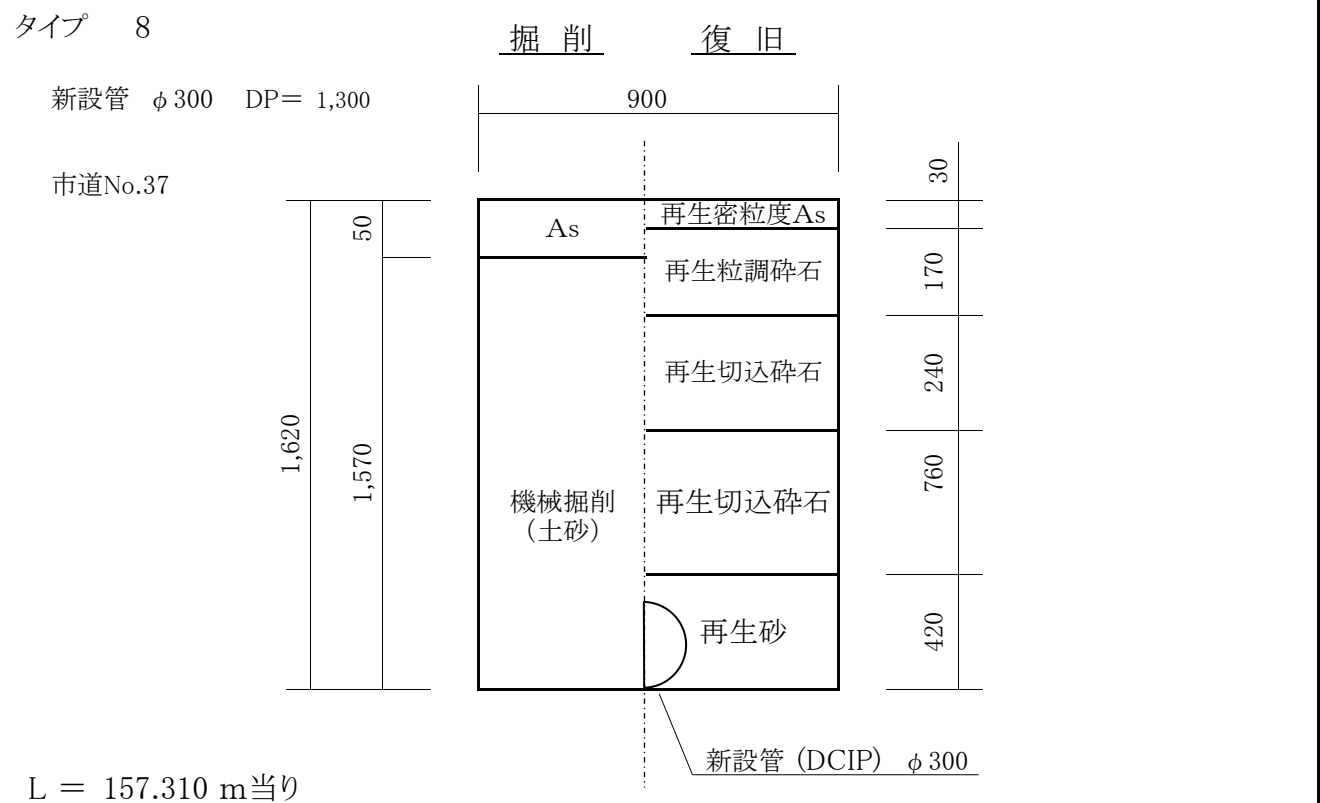 タイプ 8
掘 削 復 旧
新設管 φ300 DP= 1,300
900
市道No.37
30
50
As
再生密粒度As
再生粒調砕石
170
再生切込砕石
240
1,620
1,570
760
機械掘削
(土砂)
再生切込砕石
再生砂
420
新設管 (DCIP) φ300
L = 157.310 m当り